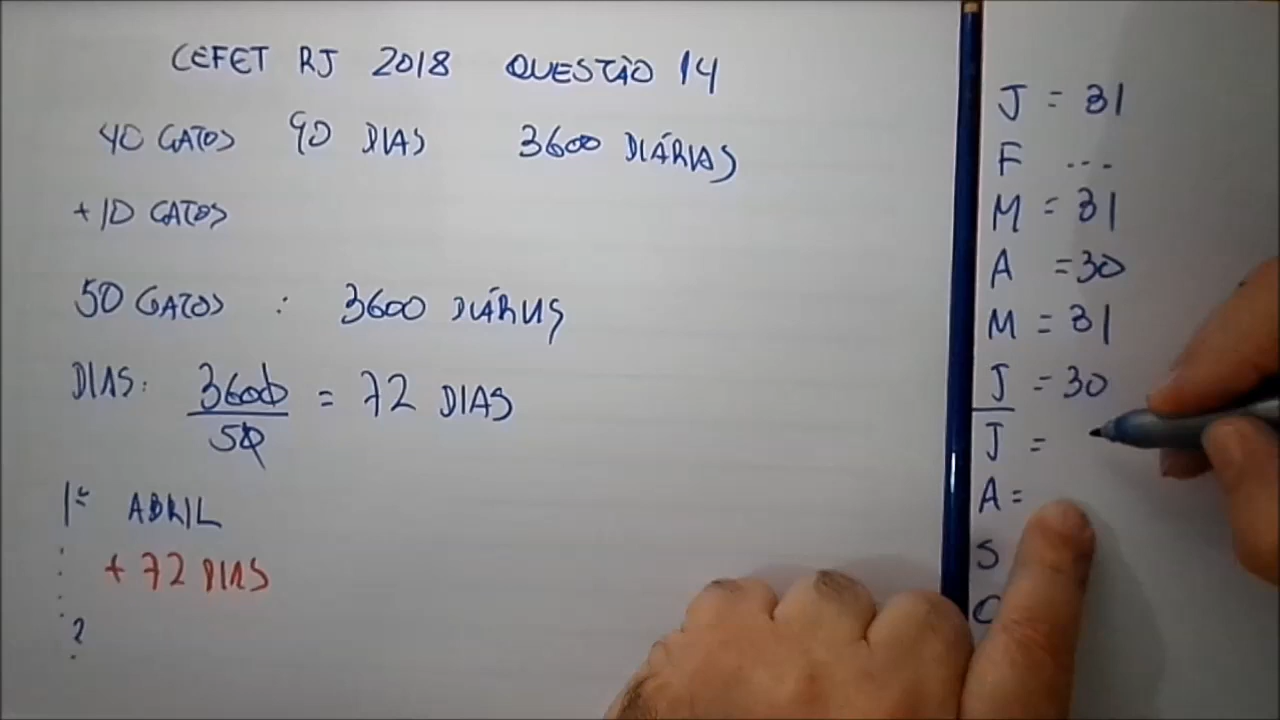 CEFET RJ 2018 QUESTÃO 14
40 GATOS 90 DIAS 3600 DIÁRIAS
+10 GATOS
50 GATOS : 3600 DIÁRIAS
DIAS: 3600 = 72 DIAS
50
1º ABRIL
+ 72 DIAS
?
J = 31
F ...
M = 31
A = 30
M = 31
J = 30
J =
A =
S
O